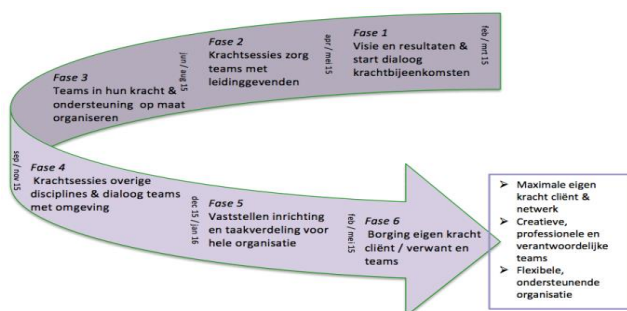 Fase 1
Visie en resultaten &
start dialoog
krachtbijeenkomsten
feb / mrt 15
Fase 2
Krachtsessies zorg
teams met
leidinggevenden
apr / mei 15
Fase 3
Teams in hun kracht &
ondersteuning op maat
organiseren
jun / aug 15
sep / nov 15
Fase 4
Krachtsessies overige
disciplines & dialoog teams
met omgeving
dec 15 / jan 16
Fase 5
Vaststellen inrichting
en taakverdeling voor
hele organisatie
feb / mei 15
Fase 6
Borging eigen kracht
cliënt / verwant en
teams
➢ Maximale eigen
kracht cliënt &
netwerk
➢ Creatieve,
professionele en
verantwoordelijke
teams
➢ Flexibele,
ondersteunende
organisatie